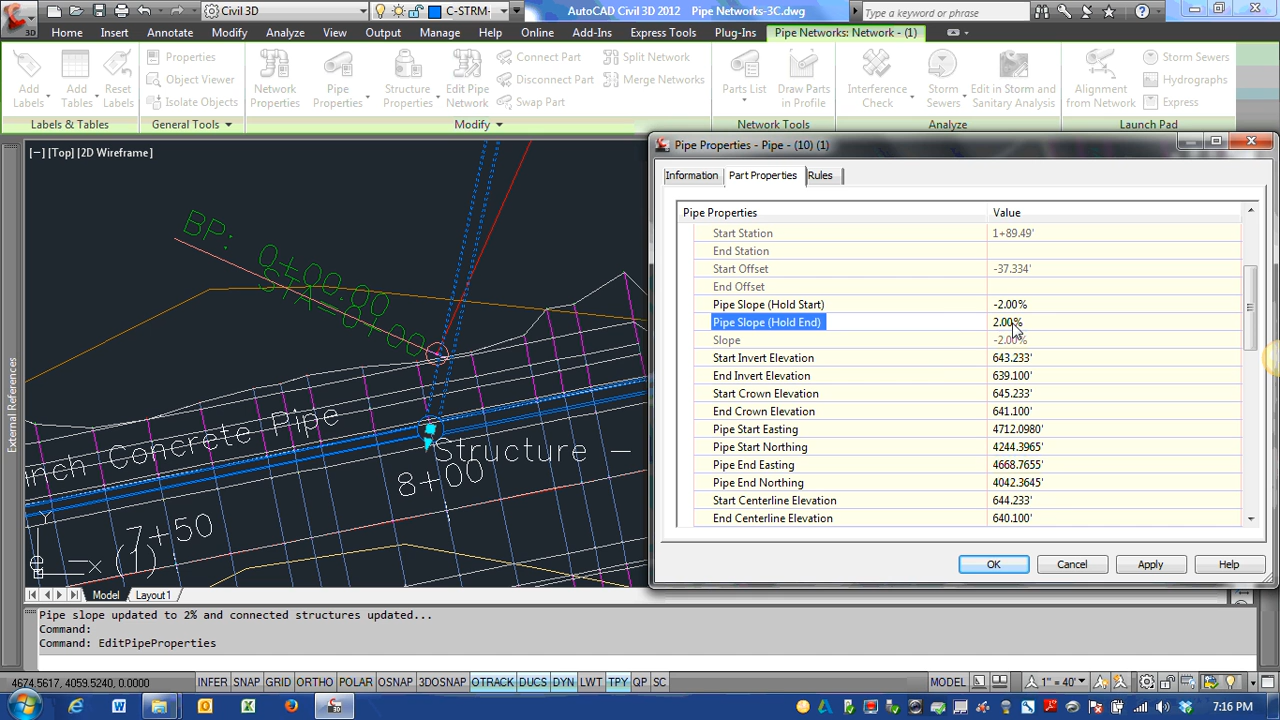 Civil 3D
C-STRM-
AutoCAD Civil 3D 2012 Pipe Networks-3C.dwg
Type a keyword or phrase
3D
Home Insert Annotate Modify Analyze View Output Manage Help Online Add-Ins Express Tools Plug-Ins Pipe Networks: Network - (1)
Add Labels
Add Tables
Reset Labels
Labels & Tables
Properties
Object Viewer
Isolate Objects
General Tools
Network Properties
Pipe Properties
Structure Properties
Edit Pipe Network
Connect Part
Disconnect Part
Swap Part
Split Network
Merge Networks
Modify
Parts List
Draw Parts in Profile
Network Tools
Interference Check
Storm Sewers
Edit in Storm and Sanitary Analysis
Analyze
Alignment from Network
Storm Sewers
Hydrographs
Express
Launch Pad
[−] [Top] [2D Wireframe]
External References
BP: 0+00.00
STA=8+00
inch Concrete Pipe
Structure –
8+00
7+50
Y
X
(1)
Pipe Properties - Pipe - (10) (1)
Information Part Properties Rules
Pipe Properties Value
Start Station 1+89.49'
End Station
Start Offset -37.334'
End Offset
Pipe Slope (Hold Start) -2.00%
Pipe Slope (Hold End) 2.00%
Slope -2.00%
Start Invert Elevation 643.233'
End Invert Elevation 639.100'
Start Crown Elevation 645.233'
End Crown Elevation 641.100'
Pipe Start Easting 4712.0980'
Pipe Start Northing 4244.3965'
Pipe End Easting 4668.7655'
Pipe End Northing 4042.3645'
Start Centerline Elevation 644.233'
End Centerline Elevation 640.100'
OK Cancel Apply Help
Model Layout1
Pipe slope updated to 2% and connected structures updated...
Command:
Command: EditPipeProperties
4674.5617, 4059.5240, 0.0000 INFER SNAP GRID ORTHO POLAR OSNAP 3DOSNAP OTRACK DUCS DYN LWT TPY QP SC MODEL 1" = 40'
7:16 PM